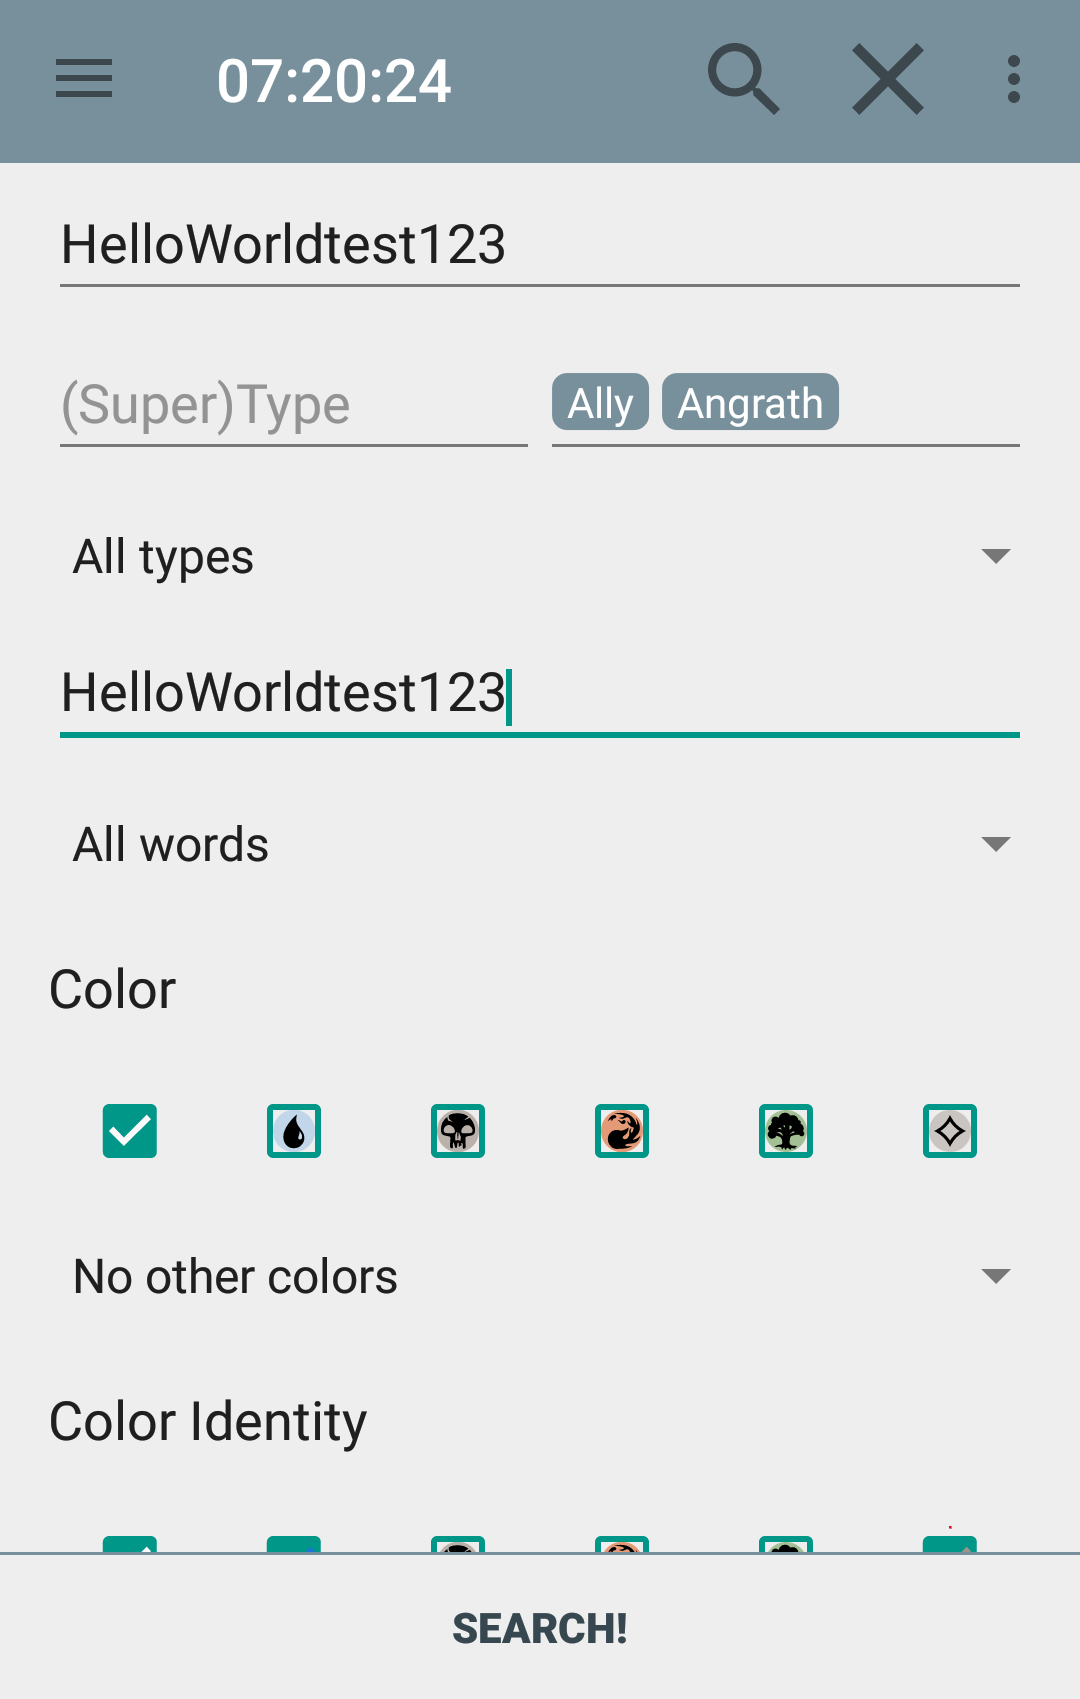 07:20:24
HelloWorldtest123
(Super)Type Ally Angrath
All types
HelloWorldtest123
All words
Color
No other colors
Color Identity
SEARCH!